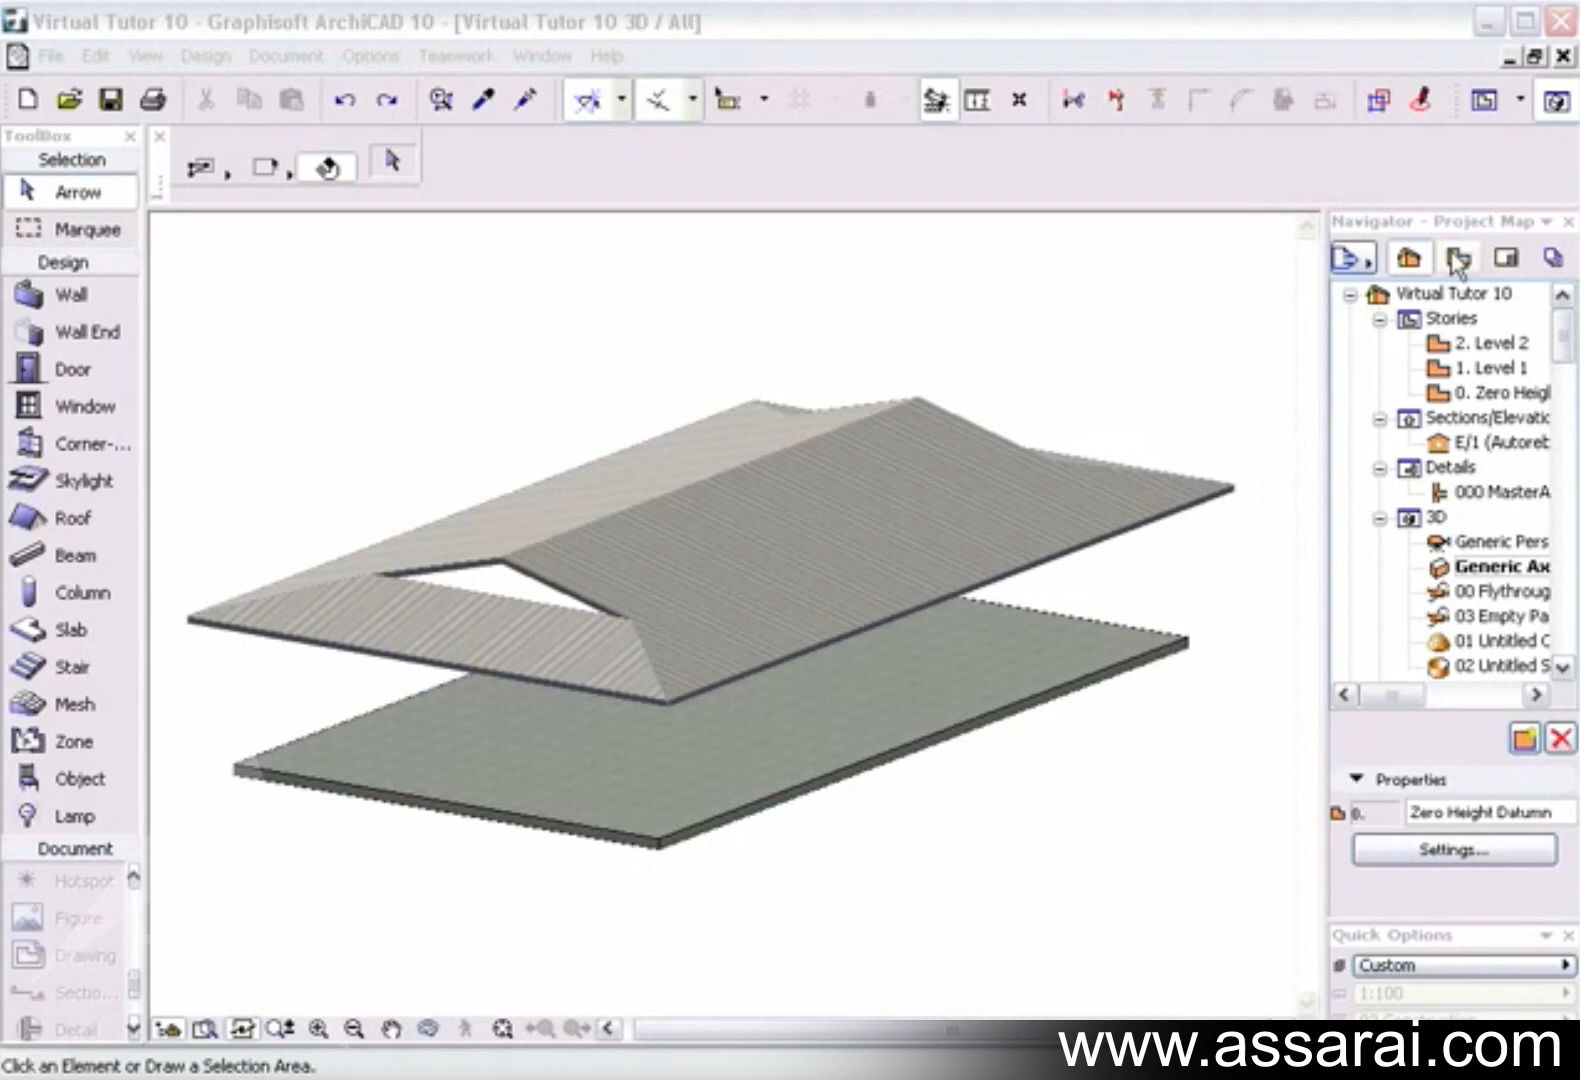 Virtual Tutor 10 - Graphisoft ArchiCAD 10 - [Virtual Tutor 10 3D / All]
File Edit View Design Document Options Teamwork Window Help
ToolBox
Selection
Arrow
Marquee
Design
Wall
Wall End
Door
Window
Corner-...
Skylight
Roof
Beam
Column
Slab
Stair
Mesh
Zone
Object
Lamp
Document
Hotspot
Figure
Drawing
Sectio...
Detail
Navigator - Project Map
Virtual Tutor 10
Stories
2. Level 2
1. Level 1
0. Zero Heigl
Sections/Elevatic
E/1 (Autoret
Details
000 MasterA
3D
Generic Pers
Generic Ax
00 Flythroug
03 Empty Pa
01 Untitled C
02 Untitled S
Properties
0. Zero Height Datumn
Settings...
Quick Options
Custom
1:100
www.assarai.com
Click an Element or Draw a Selection Area.